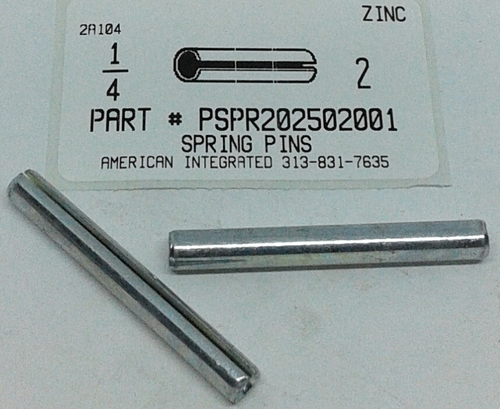 ZINC
2A104
1/4
2
PART # PSPR202502001
SPRING PINS
AMERICAN INTEGRATED 313-831-7635